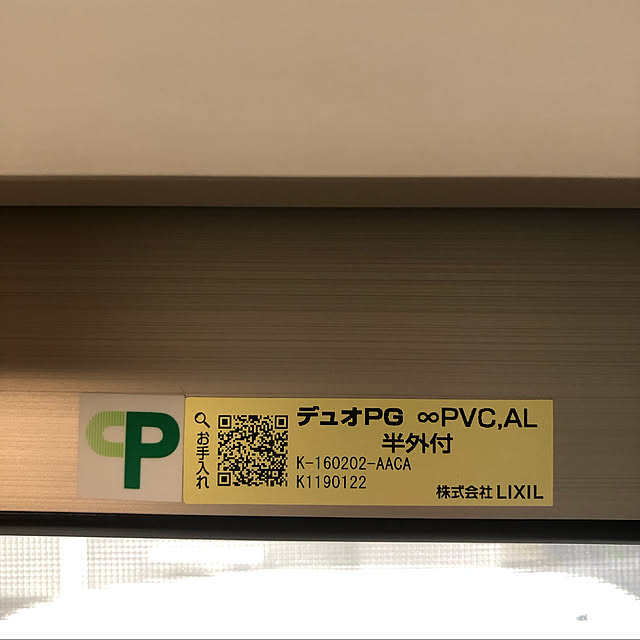 CP
お手入れ
デュオPG ∞PVC,AL
半外付
K-160202-AACA
K1190122
株式会社 LIXIL